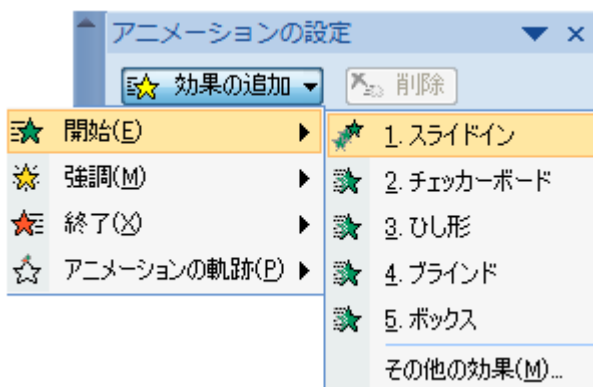 アニメーションの設定
効果の追加
削除
開始(E)
強調(M)
終了(X)
アニメーションの軌跡(P)
1. スライドイン
2. チェッカーボード
3. ひし形
4. ブラインド
5. ボックス
その他の効果(M)...